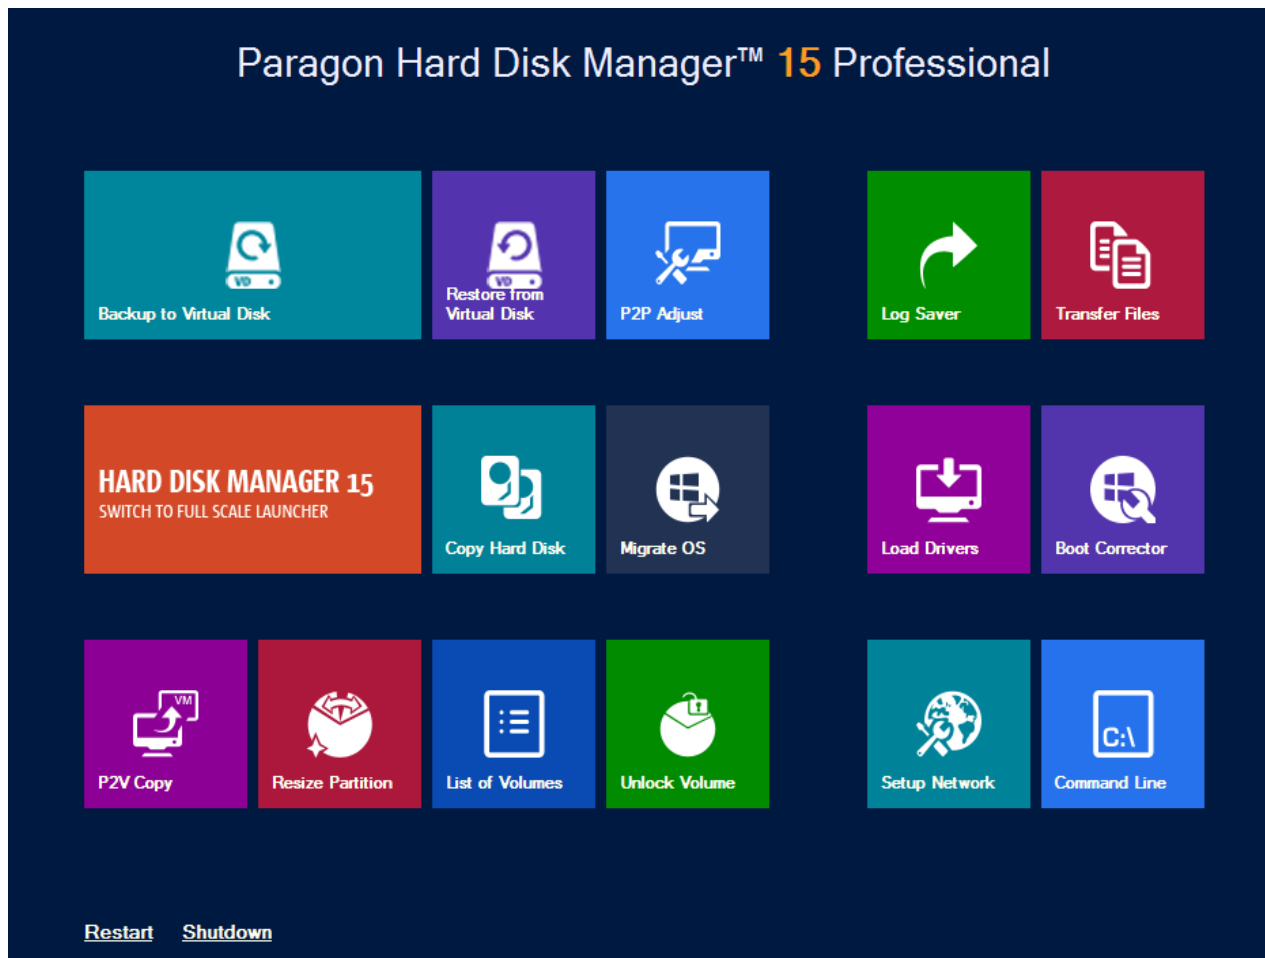 Paragon Hard Disk Manager™ 15 Professional
VD
Backup to Virtual Disk
VD
Restore from
Virtual Disk
P2P Adjust
Log Saver
Transfer Files
HARD DISK MANAGER 15
SWITCH TO FULL SCALE LAUNCHER
Copy Hard Disk
Migrate OS
Load Drivers
Boot Corrector
VM
P2V Copy
Resize Partition
List of Volumes
Unlock Volume
Setup Network
C:\
Command Line
Restart
Shutdown